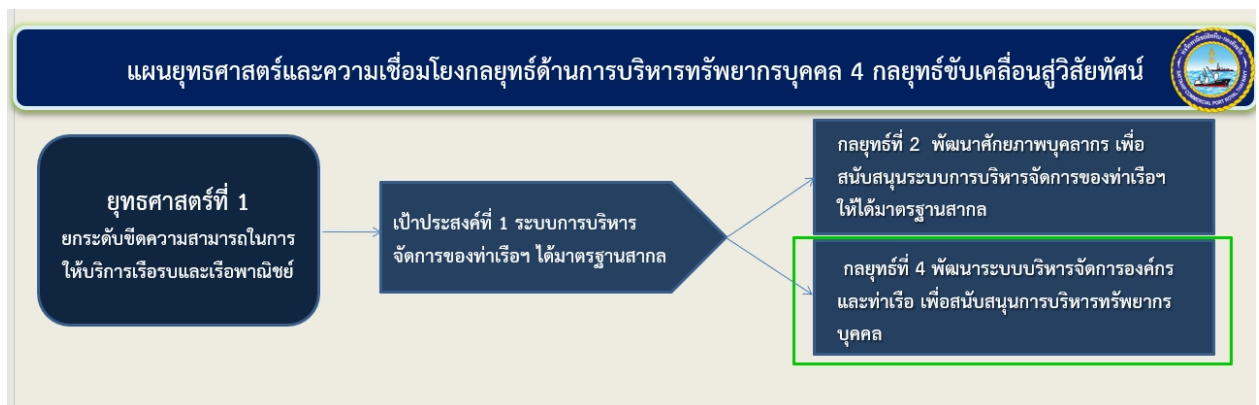 แผนยุทธศาสตร์และความเชื่อมโยงกลยุทธ์ด้านการบริหารทรัพยากรบุคคล 4 กลยุทธ์ขับเคลื่อนสู่วิสัยทัศน์
ยุทธศาสตร์ที่ 1
ยกระดับขีดความสามารถในการ
ให้บริการเรือรบและเรือพาณิชย์
เป้าประสงค์ที่ 1 ระบบการบริหาร
จัดการของท่าเรือฯ ได้มาตรฐานสากล
กลยุทธ์ที่ 2 พัฒนาศักยภาพบุคลากร เพื่อ
สนับสนุนระบบการบริหารจัดการของท่าเรือฯ
ให้ได้มาตรฐานสากล
กลยุทธ์ที่ 4 พัฒนาระบบบริหารจัดการองค์กร
และท่าเรือ เพื่อสนับสนุนการบริหารทรัพยากร
บุคคล